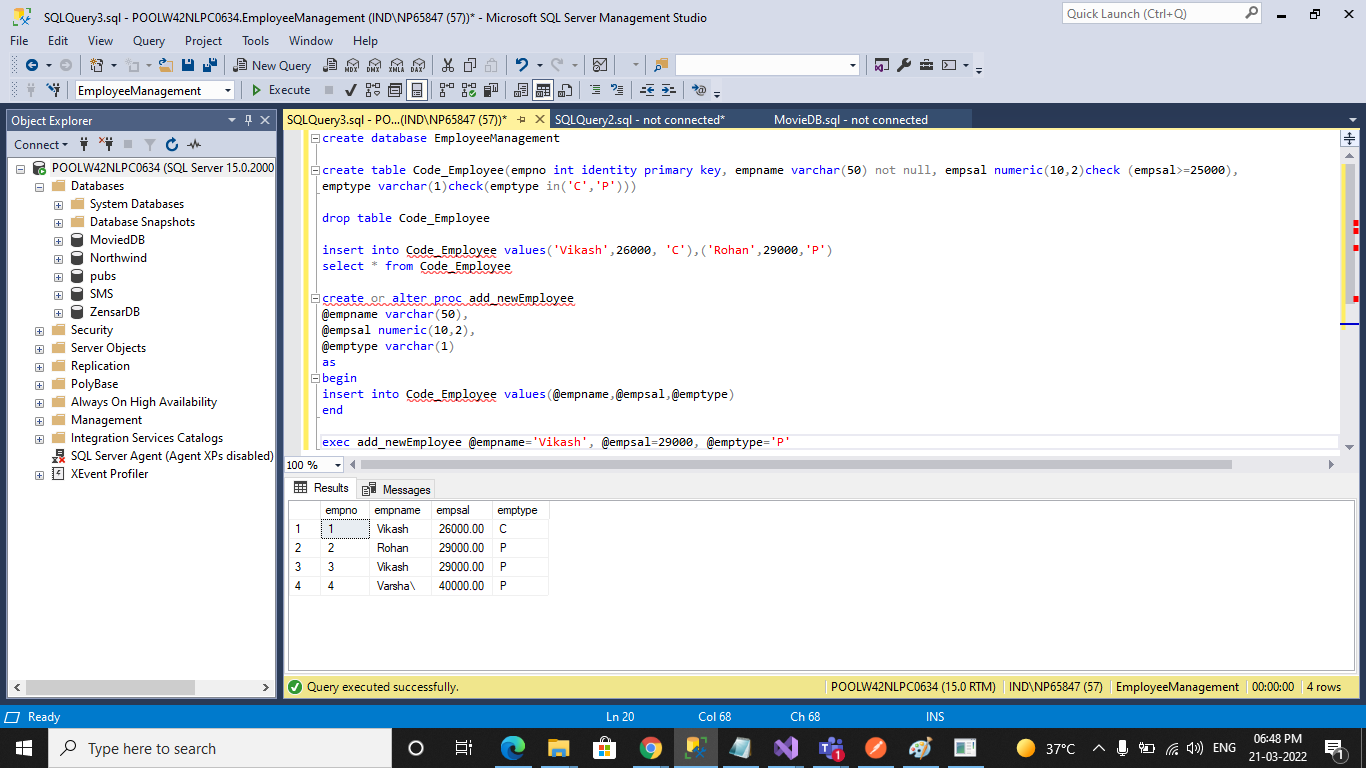 SQLQuery3.sql - POOLW42NLPC0634.EmployeeManagement (IND\NP65847 (57))* - Microsoft SQL Server Management Studio
Quick Launch (Ctrl+Q)
File Edit View Query Project Tools Window Help
New Query MDX DMX XMLA DAX
EmployeeManagement Execute
Object Explorer
Connect
POOLW42NLPC0634 (SQL Server 15.0.2000
Databases
System Databases
Database Snapshots
MoviedDB
Northwind
pubs
SMS
ZensarDB
Security
Server Objects
Replication
PolyBase
Always On High Availability
Management
Integration Services Catalogs
SQL Server Agent (Agent XPs disabled)
XEvent Profiler
SQLQuery3.sql - PO...(IND\NP65847 (57))* SQLQuery2.sql - not connected* MovieDB.sql - not connected
create database EmployeeManagement
create table Code_Employee(empno int identity primary key, empname varchar(50) not null, empsal numeric(10,2)check (empsal>=25000),
emptype varchar(1)check(emptype in('C','P')))
drop table Code_Employee
insert into Code_Employee values('Vikash',26000, 'C'),('Rohan',29000,'P')
select * from Code_Employee
create or alter proc add_newEmployee
@empname varchar(50),
@empsal numeric(10,2),
@emptype varchar(1)
as
begin
insert into Code_Employee values(@empname,@empsal,@emptype)
end
exec add_newEmployee @empname='Vikash', @empsal=29000, @emptype='P'
100 %
Results Messages
empno empname empsal emptype
1 1 Vikash 26000.00 C
2 2 Rohan 29000.00 P
3 3 Vikash 29000.00 P
4 4 Varsha\ 40000.00 P
Query executed successfully. POOLW42NLPC0634 (15.0 RTM) IND\NP65847 (57) EmployeeManagement 00:00:00 4 rows
Ready Ln 20 Col 68 Ch 68 INS
Type here to search 1 37°C ENG 06:48 PM
21-03-2022 1